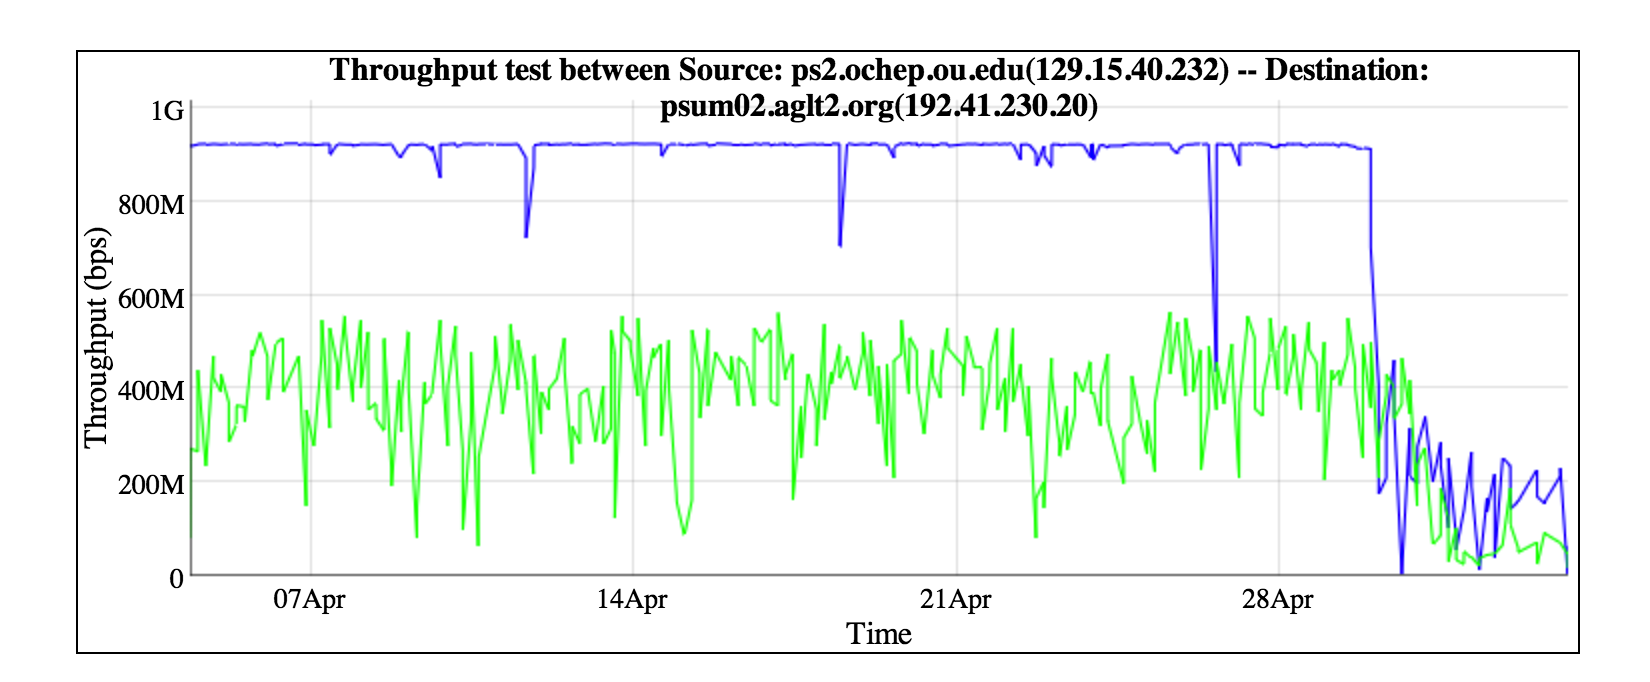 Throughput test between Source: ps2.ochep.ou.edu(129.15.40.232) -- Destination:
psum02.aglt2.org(192.41.230.20)
1G
800M
600M
400M
200M
0
Throughput (bps)
07Apr
14Apr
21Apr
28Apr
Time